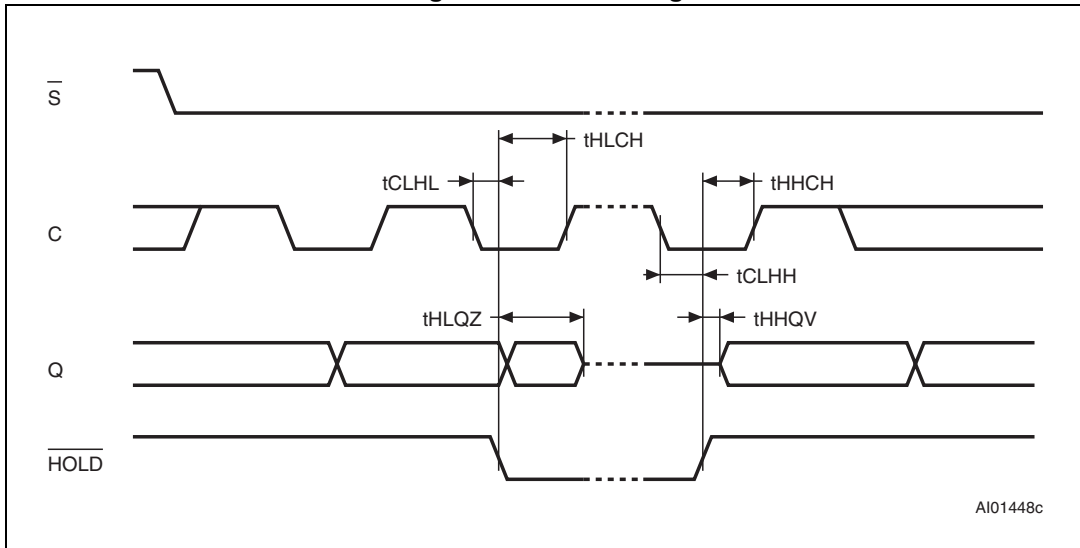 S
tHLCH
tCLHL
tHHCH
C
tCLHH
tHLQZ
tHHQV
Q
HOLD
AI01448c